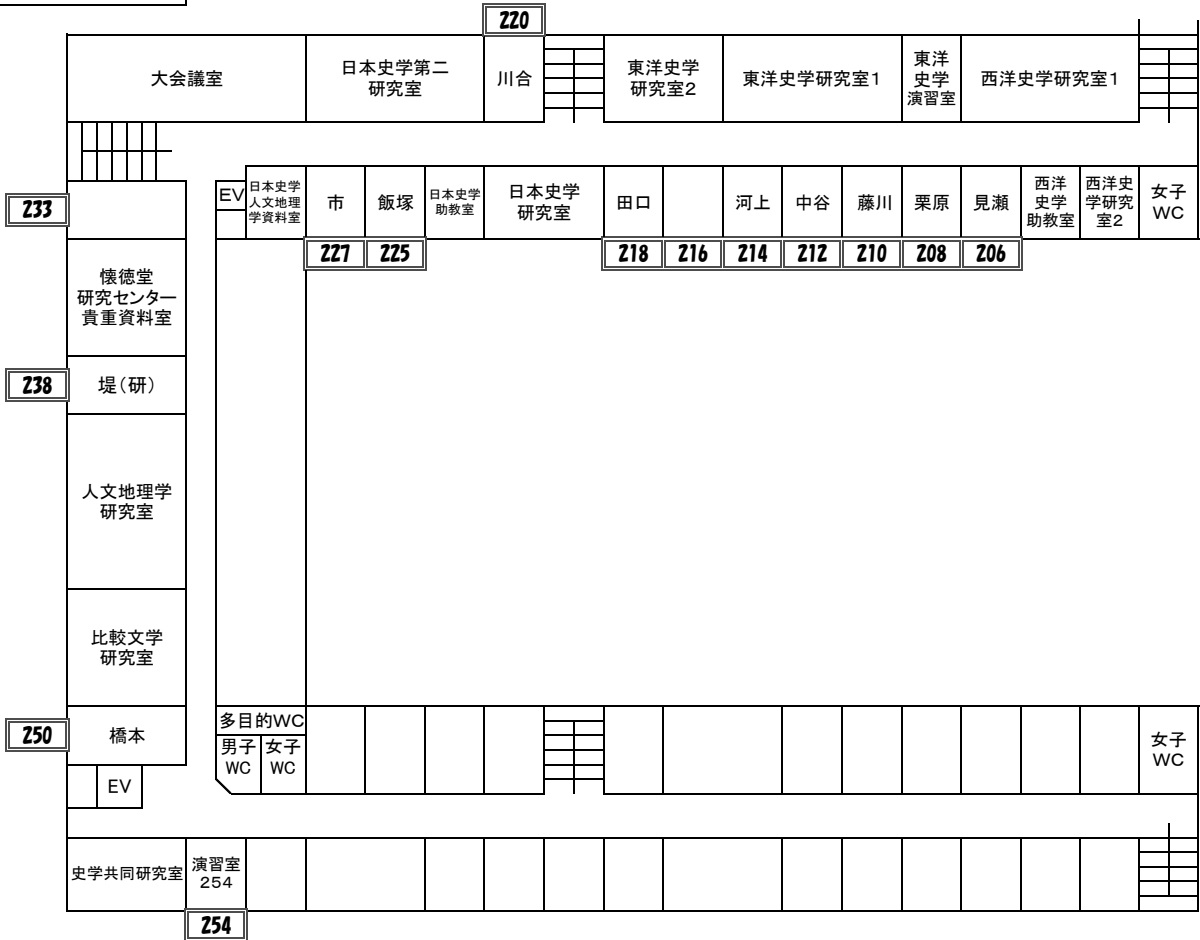 220
大会議室
日本史学第二
研究室
川合
東洋史学
研究室2
東洋史学研究室1
東洋
史学
演習室
西洋史学研究室1
233
EV
日本史学
人文地理
学資料室
市
飯塚
日本史学
助教室
日本史学
研究室
田口
河上
中谷
藤川
栗原
見瀬
西洋
史学
助教室
西洋史
学研究
室2
女子
WC
227
225
218
216
214
212
210
208
206
懐徳堂
研究センター
貴重資料室
238
堤(研)
人文地理学
研究室
比較文学
研究室
250
橋本
EV
多目的WC
男子
WC
女子
WC
女子
WC
史学共同研究室
演習室
254
254